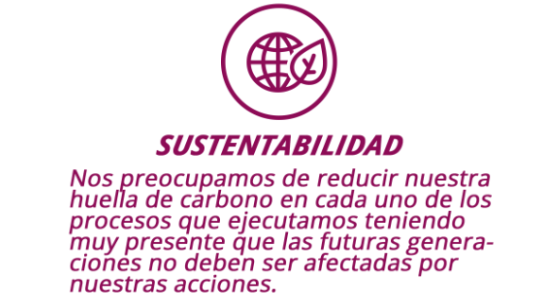 SUSTENTABILIDAD
Nos preocupamos de reducir nuestra
huella de carbono en cada uno de los
procesos que ejecutamos teniendo
muy presente que las futuras genera-
ciones no deben ser afectadas por
nuestras acciones.